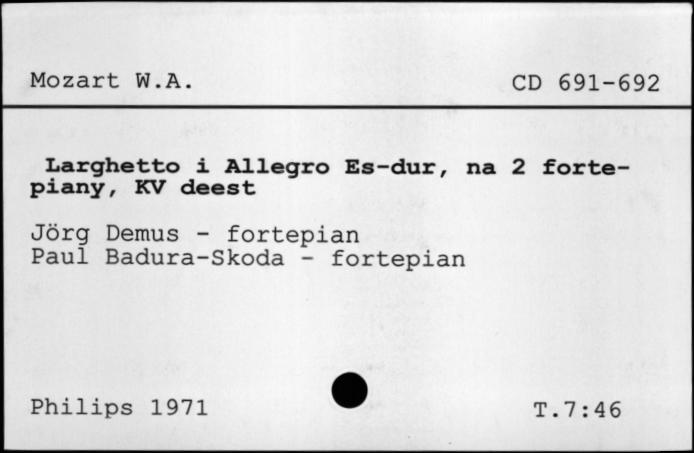 Mozart W.A. CD 691-692
Larghetto i Allegro Es-dur, na 2 forte-
piany, KV deest
Jörg Demus - fortepian
Paul Badura-Skoda - fortepian
Philips 1971 T.7:46